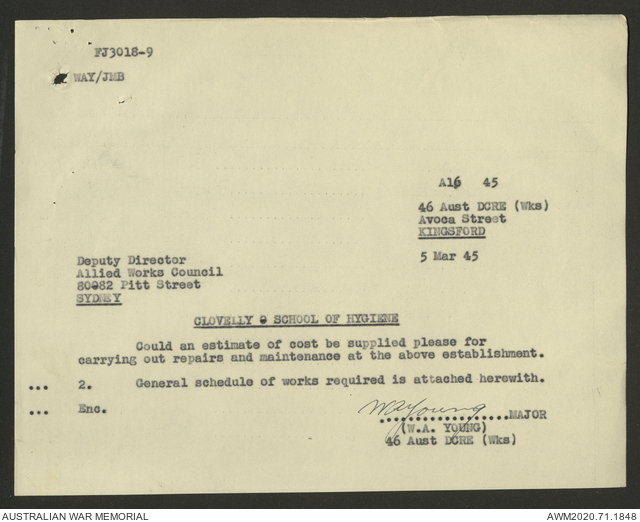 FJ3018-9
WAY/JMB
A16 45
46 Aust DCRE (Wks)
Avoca Street
KINGSFORD
5 Mar 45
Deputy Director
Allied Works Council
80082 Pitt Street
SYDNEY
CLOVELLY O SCHOOL OF HYGIENE
Could an estimate of cost be supplied please for
carrying out repairs and maintenance at the above establishment.
... 2. General schedule of works required is attached herewith.
... Enc.
WAYoung
...................MAJOR
(W.A. YOUNG)
46 Aust DCRE (Wks)
AUSTRALIAN WAR MEMORIAL
AWM2020.71.1848